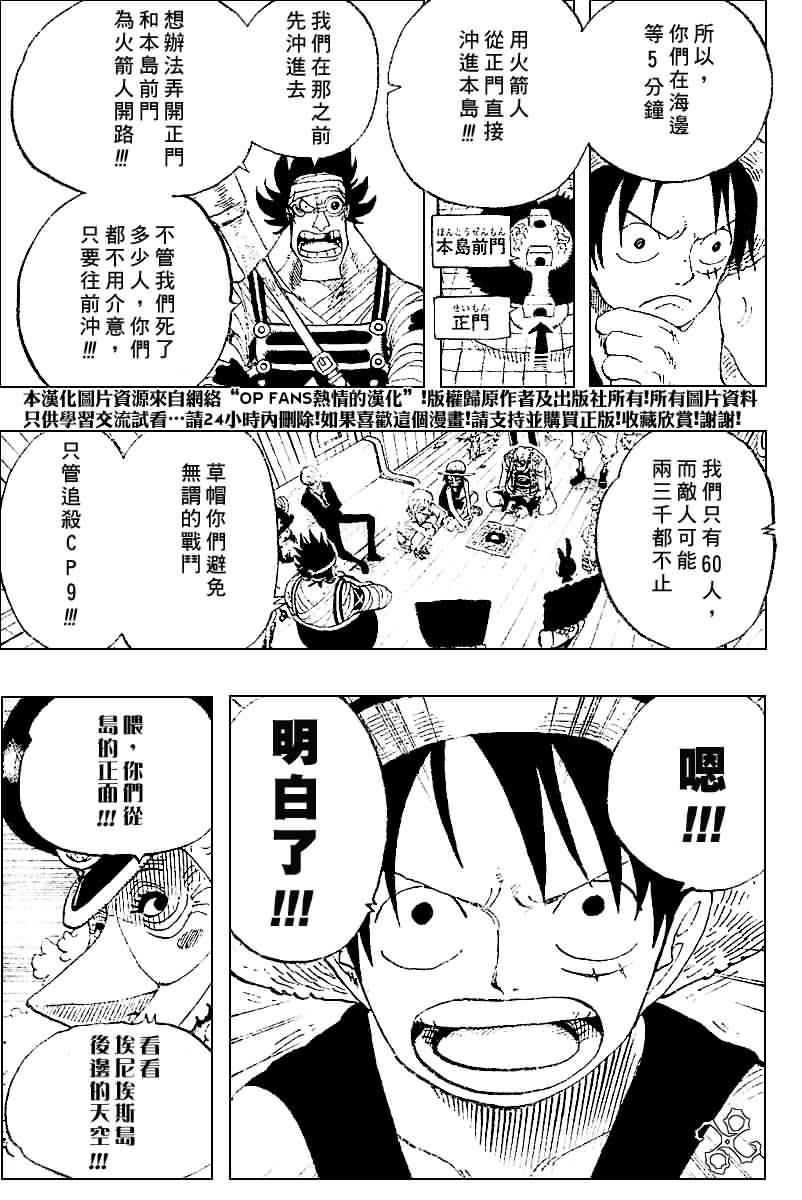 所以，
你們在海邊
等5分鐘
用火箭人
從正門直接
沖進本島!!!
ほんとうぜんもん
本島前門
せいもん
正門
我們在那之前
先沖進去
想辦法弄開正門
和本島前門
為火箭人開路!!!
不管我們死了
多少人，你們
都不用介意，
只要往前沖!!!
本漢化圖片資源來自網絡“OP FANS熱情的漢化”!版權歸原作者及出版社所有!所有圖片資料
只供學習交流試看…請24小時內刪除!如果喜歡這個漫畫!請支持並購買正版!收藏欣賞!謝謝!
我們只有60人，
而敵人可能
兩三千都不止
草帽你們避免
無謂的戰鬥
只管追殺CP9!!!
嗯!!!
明白了!!!
喂，你們從
島的正面!!!
看看
埃尼埃斯島
後邊的天空!!!